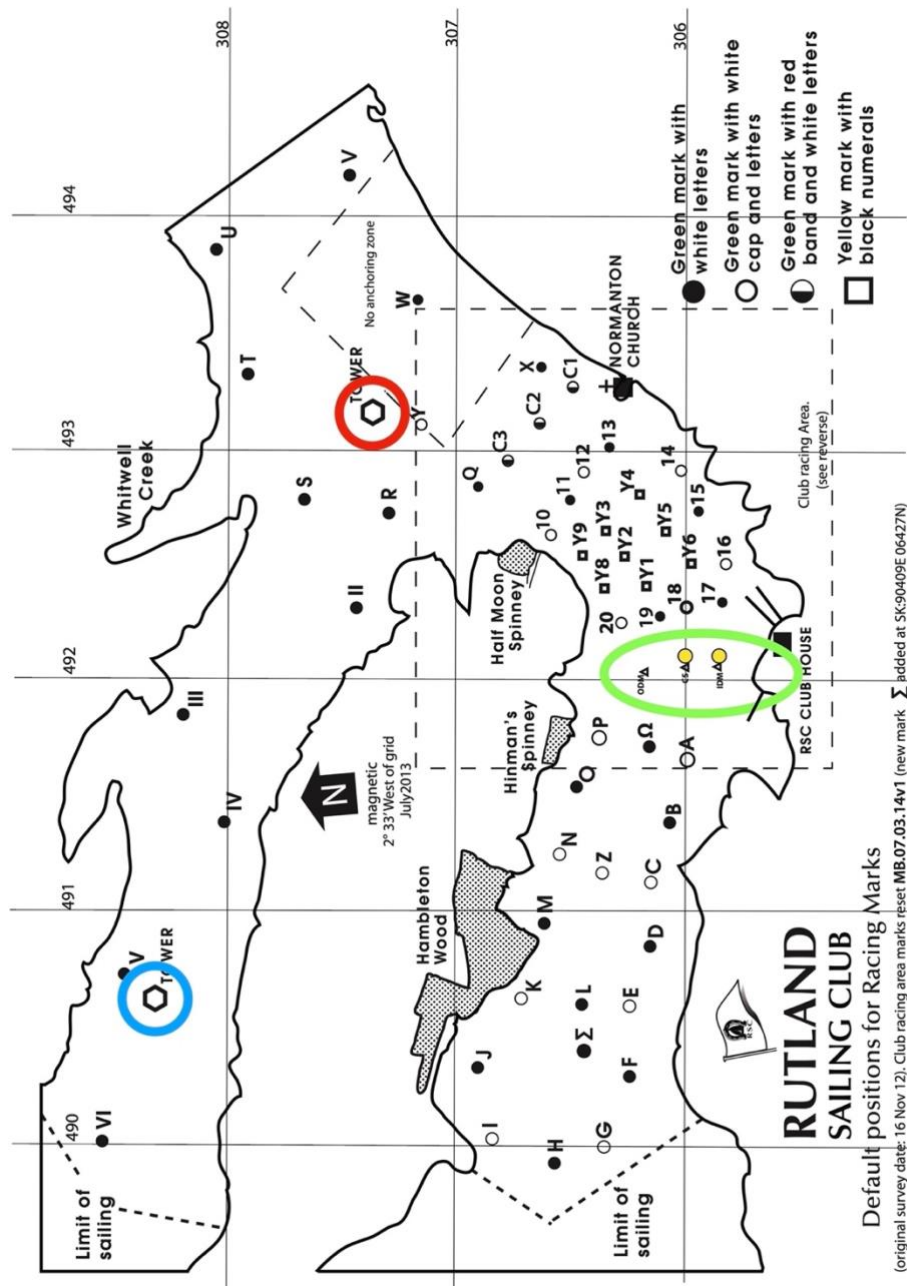 490
491
492
493
494
Whitwell
Creek
Limit of
sailing
VI
V
TOWER
IV
III
U
T
308
S
II
R
TOWER
V
No anchoring zone
W
Y
N
magnetic
2° 33'West of grid
July2013
Hambleton
Wood
Half Moon
Spinney
Hinman's
Spinney
307
I
J
K
H
M
N
O
P
Q
10
C3
C2
X
C1
11
12
Y9
Y8
Y3
Y2
Y4
Y1
13
G
Σ
L
Z
F
E
D
C
Ω
B
A
20
19
18
Y5
Y6
14
15
16
17
NORMANTON
CHURCH
306
ODM
CS
IDM
Limit of
sailing
RSC
RSC CLUB HOUSE
Club racing Area.
(see reverse)
Green mark with
white letters
Green mark with white
cap and letters
Green mark with red
band and white letters
Yellow mark with
black numerals
RUTLAND
SAILING CLUB
Default positions for Racing Marks
(original survey date: 16 Nov 12). Club racing area marks reset MB.07.03.14v1 (new mark Σ added at SK:90409E 06427N)